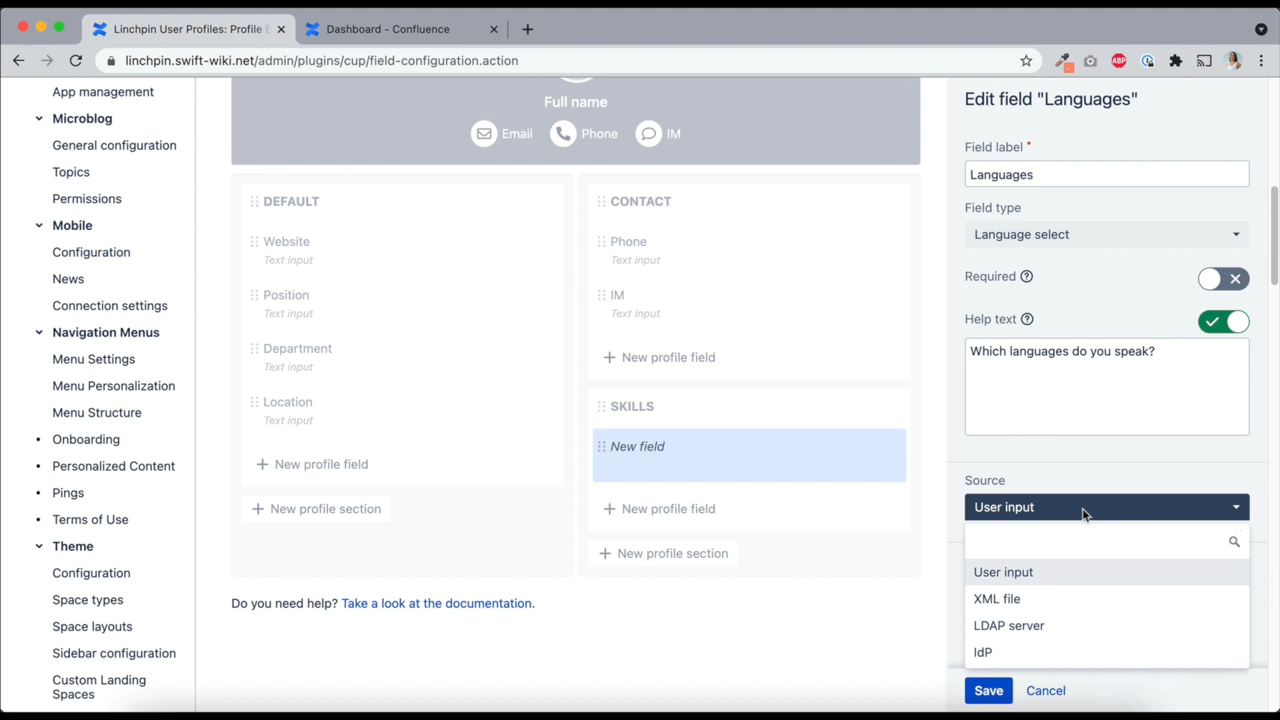 Linchpin User Profiles: Profile E
Dashboard - Confluence
linchpin.swift-wiki.net/admin/plugins/cup/field-configuration.action
ABP
App management
Microblog
General configuration
Topics
Permissions
Mobile
Configuration
News
Connection settings
Navigation Menus
Menu Settings
Menu Personalization
Menu Structure
Onboarding
Personalized Content
Pings
Terms of Use
Theme
Configuration
Space types
Space layouts
Sidebar configuration
Custom Landing
Spaces
Full name
Email
Phone
IM
DEFAULT
Website
Text input
Position
Text input
Department
Text input
Location
Text input
+ New profile field
+ New profile section
CONTACT
Phone
Text input
IM
Text input
+ New profile field
SKILLS
New field
+ New profile field
+ New profile section
Do you need help? Take a look at the documentation.
Edit field "Languages"
Field label *
Languages
Field type
Language select
Required ?
Help text ?
Which languages do you speak?
Source
User input
User input
XML file
LDAP server
IdP
Save
Cancel